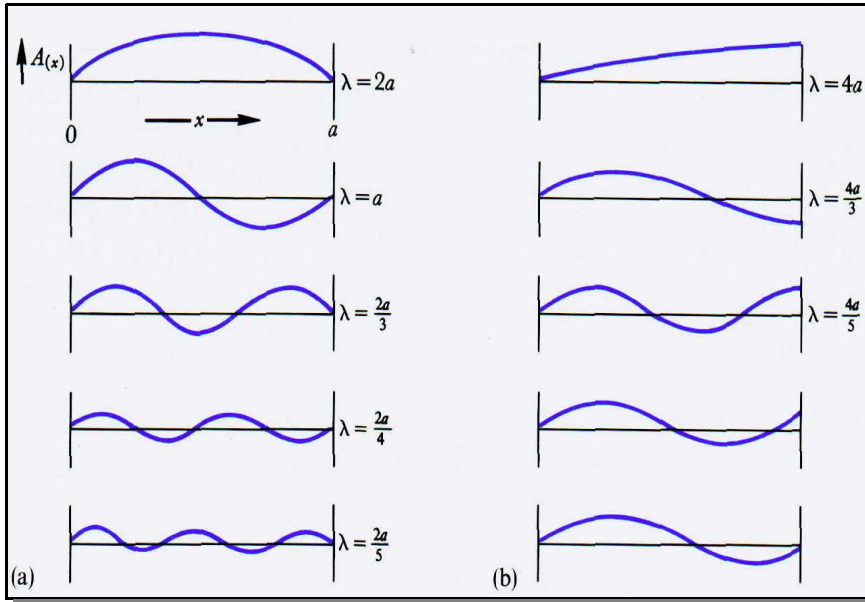 A(x)
λ = 2a
0 x a
λ = a
λ = 2a/3
λ = 2a/4
λ = 2a/5
(a)
λ = 4a
λ = 4a/3
λ = 4a/5
(b)